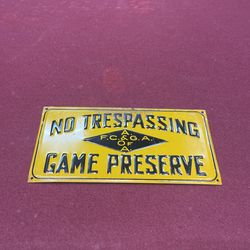 NO TRESPASSING
A.
F.C.&G.A.
OF
A.
GAME PRESERVE